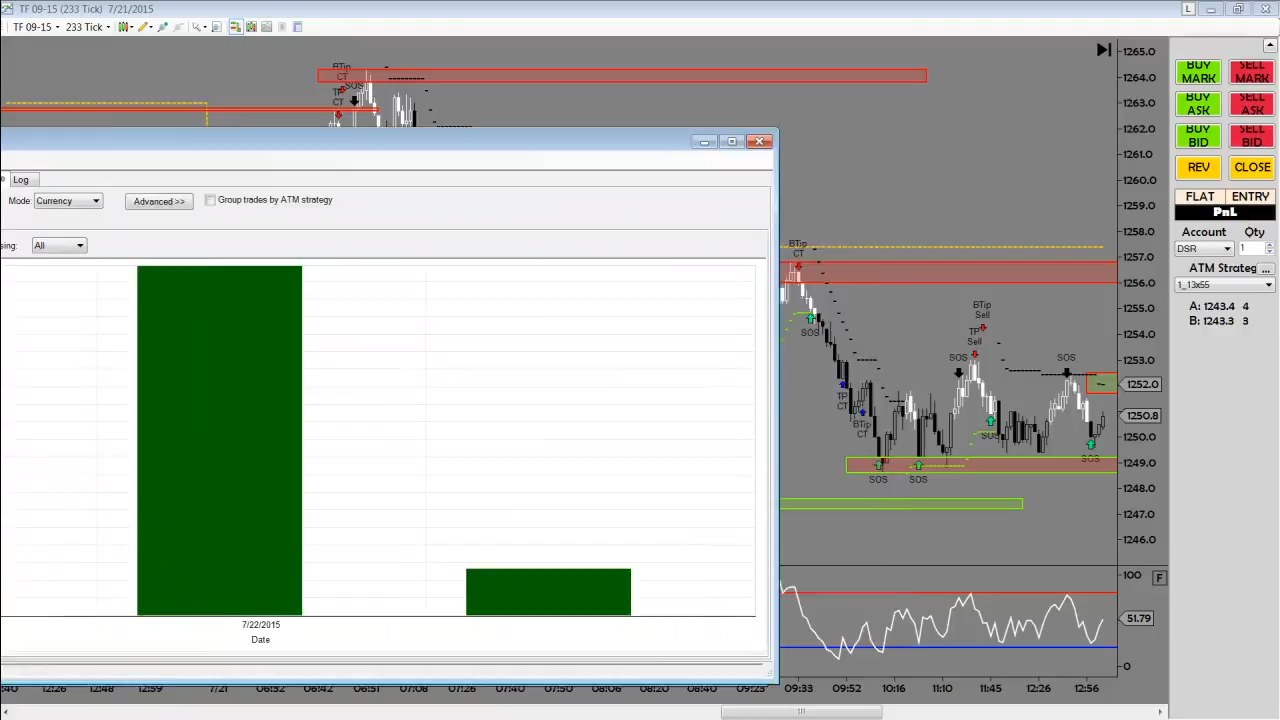 TF 09-15 (233 Tick) 7/21/2015
L
TF 09-15
233 Tick
BTip
CT
SOS
TP
CT
Log
Mode
Currency
Advanced >>
Group trades by ATM strategy
sing:
All
7/22/2015
Date
BTip
CT
SOS
TP
CT
BTip
CT
SOS
SOS
BTip
Sell
TP
Sell
SOS
SOS
SOS
SOS
1265.0
1264.0
1263.0
1262.0
1261.0
1260.0
1259.0
1258.0
1257.0
1256.0
1255.0
1254.0
1253.0
1252.0
1250.8
1250.0
1249.0
1248.0
1247.0
1246.0
100
F
51.79
0
12:26
12:48
12:59
7/21
06:32
06:42
06:51
07:08
07:26
07:40
07:50
08:06
08:20
08:40
09:23
09:33
09:52
10:16
11:10
11:45
12:26
12:56
BUY MARK
SELL MARK
BUY ASK
SELL ASK
BUY BID
SELL BID
REV
CLOSE
FLAT
ENTRY
PnL
Account
Qty
DSR
1
ATM Strateg
...
1_13x55
A: 1243.4 4
B: 1243.3 3